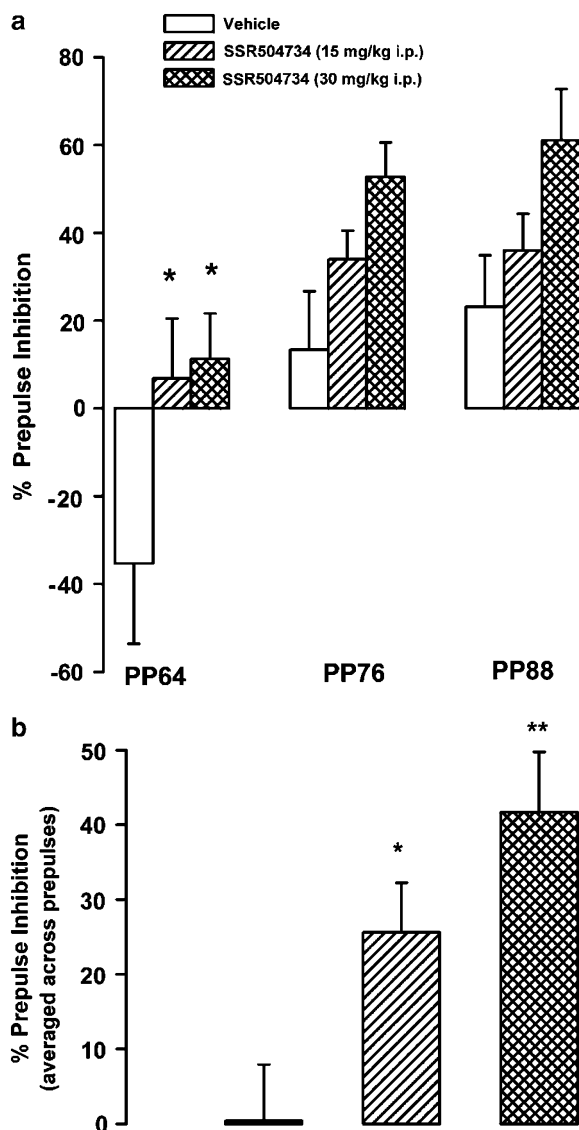 a
Vehicle
SSR504734 (15 mg/kg i.p.)
SSR504734 (30 mg/kg i.p.)
% Prepulse Inhibition
80
60
40
20
0
-20
-40
-60
* *
PP64 PP76 PP88
b
% Prepulse Inhibition
(averaged across prepulses)
50
40
30
20
10
0
*
**